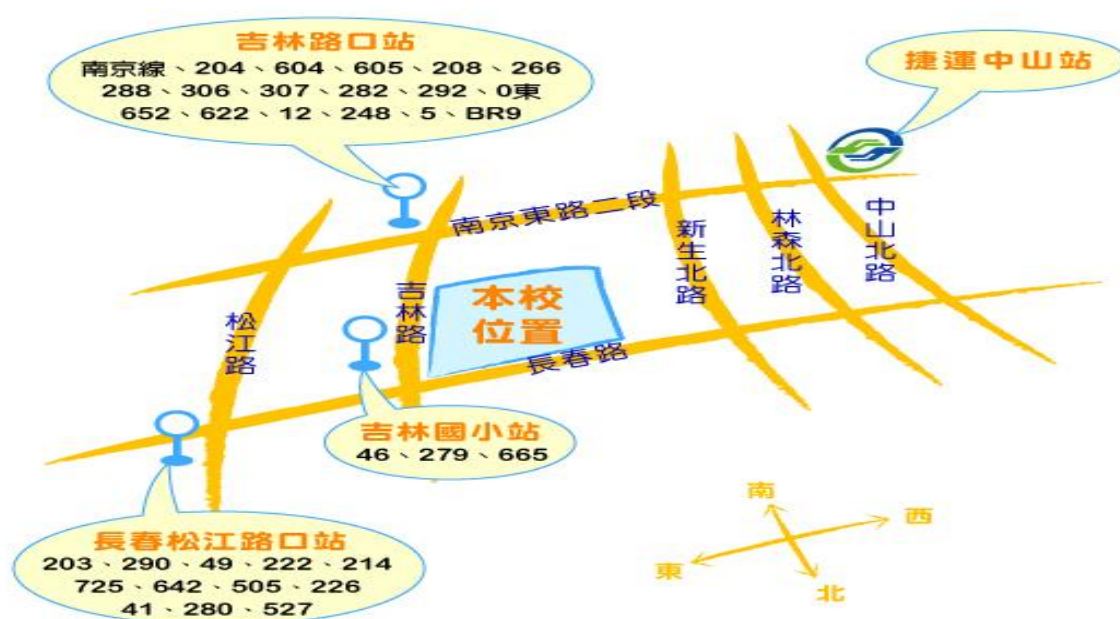 吉林路口站
南京線、204、604、605、208、266
288、306、307、282、292、0東
652、622、12、248、5、BR9
捷運中山站
南京東路二段
新生北路
林森北路
中山北路
松江路
吉林路
本校
位置
長春路
吉林國小站
46、279、665
長春松江路口站
203、290、49、222、214
725、642、505、226
41、280、527
南
西
東
北